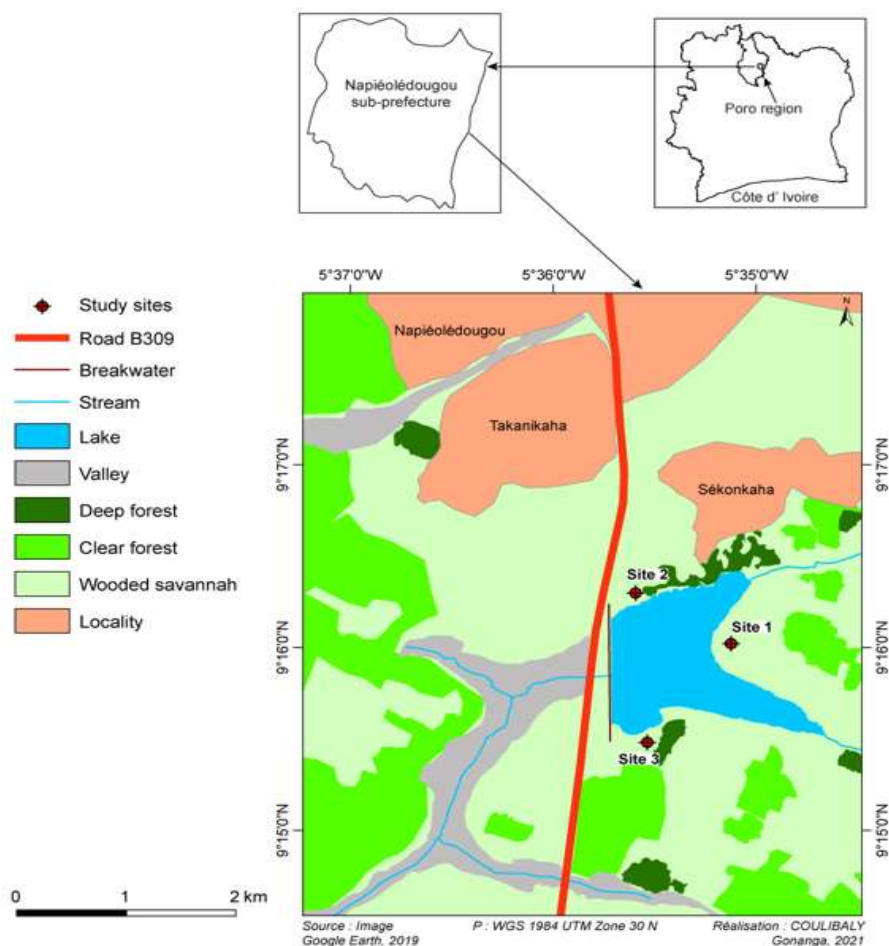 Napiéolédougou
sub-prefecture
Poro region
Côte d' Ivoire
5°37'0"W
5°36'0"W
5°35'0"W
Study sites
Road B309
Breakwater
Stream
Lake
Valley
Deep forest
Clear forest
Wooded savannah
Locality
N
Napiéolédougou
Takanikaha
Sékonkaha
Site 2
Site 1
Site 3
9°17'0"N
9°16'0"N
9°15'0"N
9°17'0"N
9°16'0"N
9°15'0"N
0 1 2 km
Source : Image
Google Earth, 2019
P : WGS 1984 UTM Zone 30 N
Réalisation : COULIBALY
Gonanga, 2021